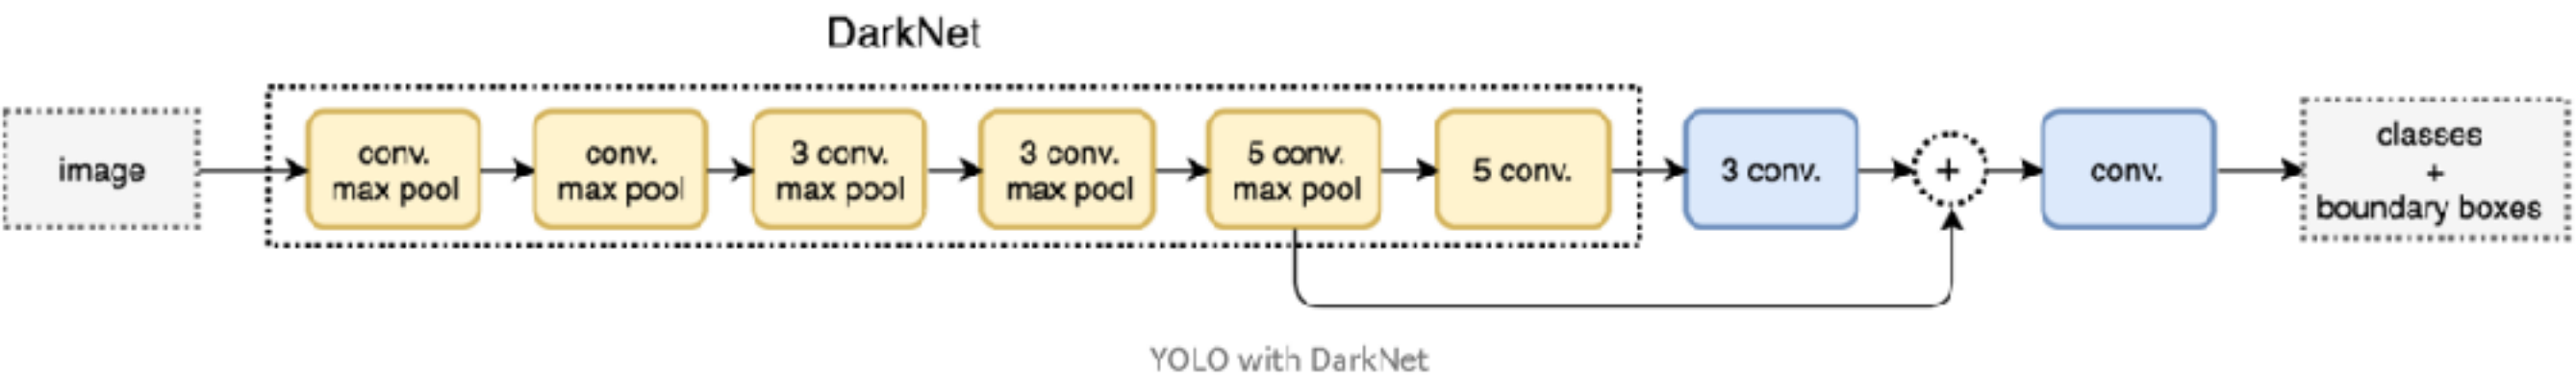 DarkNet
image
conv.
max pool
conv.
max pool
3 conv.
max pool
3 conv.
max pool
5 conv.
max pool
5 conv.
3 conv.
+
conv.
classes
+
boundary boxes
YOLO with DarkNet